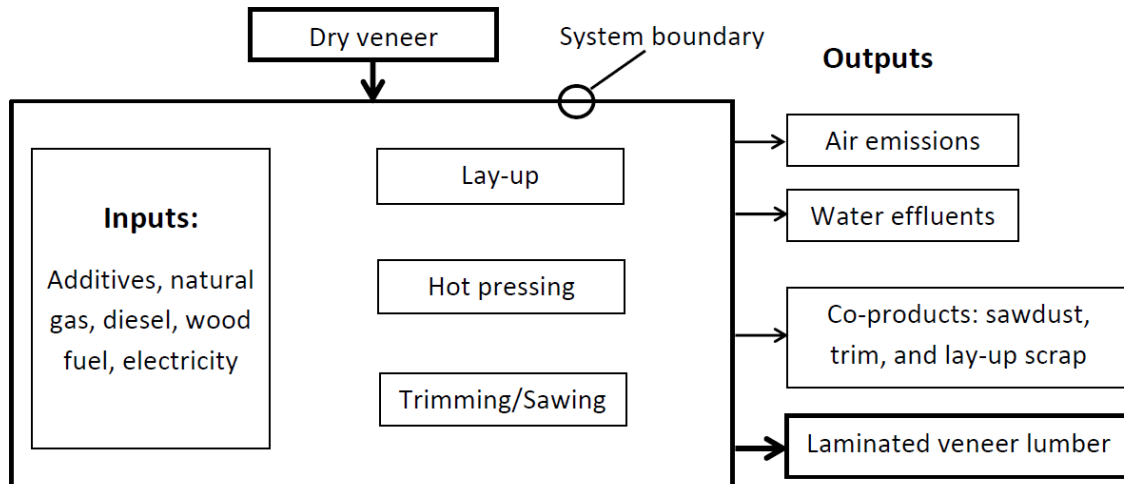 Dry veneer
System boundary
Outputs
Inputs:
Additives, natural
gas, diesel, wood
fuel, electricity
Lay-up
Hot pressing
Trimming/Sawing
Air emissions
Water effluents
Co-products: sawdust,
trim, and lay-up scrap
Laminated veneer lumber